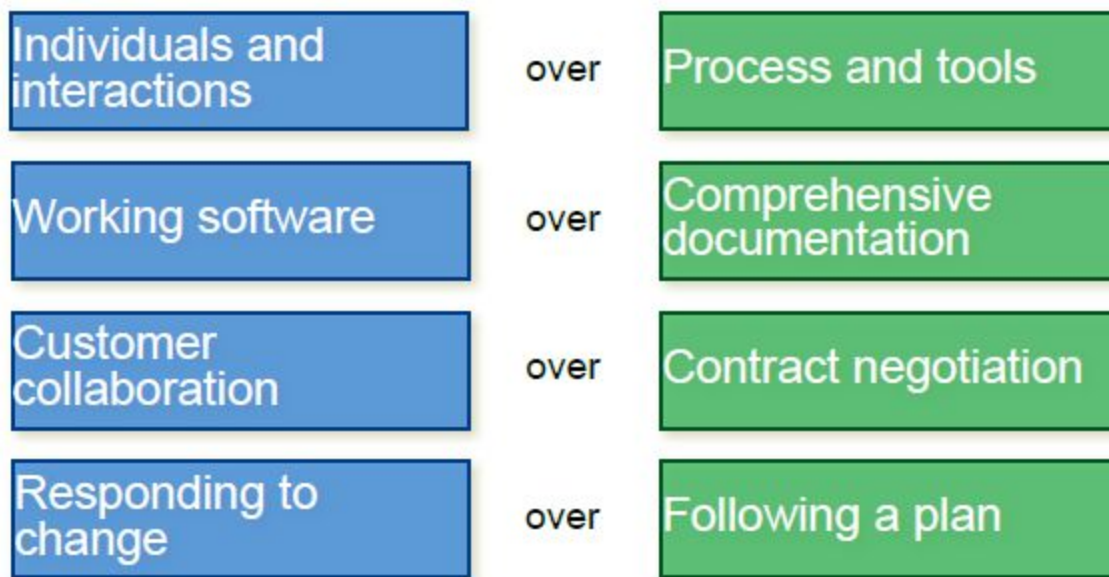 Individuals and
interactions
over
Process and tools
Working software
over
Comprehensive
documentation
Customer
collaboration
over
Contract negotiation
Responding to
change
over
Following a plan